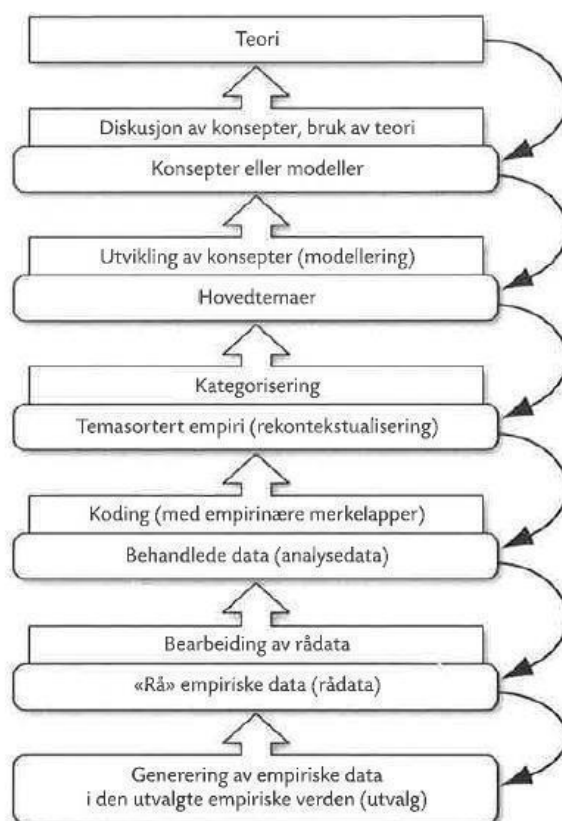 Teori
Diskusjon av konsepter, bruk av teori
Konsepter eller modeller
Utvikling av konsepter (modellering)
Hovedtemaer
Kategorisering
Temasortert empiri (rekontekstualisering)
Koding (med empirinære merkelapper)
Behandlede data (analysedata)
Bearbeiding av rådata
«Rå» empiriske data (rådata)
Generering av empiriske data
i den utvalgte empiriske verden (utvalg)